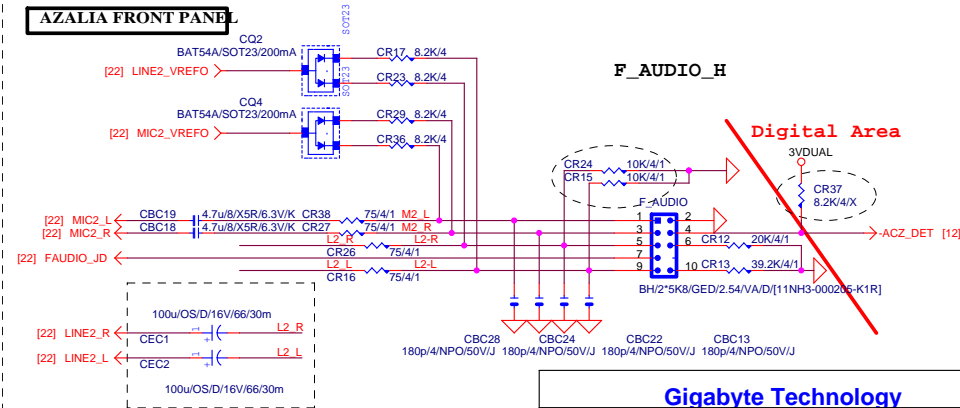 AZALIA FRONT PANEL
SOT23
CQ2
BAT54A/SOT23/200mA
CR17 8.2K/4
[22] LINE2_VREFO
CR23 8.2K/4
SOT23
F_AUDIO_H
CQ4
BAT54A/SOT23/200mA
CR29 8.2K/4
[22] MIC2_VREFO
CR36 8.2K/4
Digital Area
3VDUAL
CR24 10K/4/1
CR15 10K/4/1
CR37
8.2K/4/X
F_AUDIO
[22] MIC2_L CBC19 4.7u/8/X5R/6.3V/K CR38 75/4/1 M2_L 1 2
[22] MIC2_R CBC18 4.7u/8/X5R/6.3V/K CR27 75/4/1 M2_R 3 4
-ACZ_DET [12]
L2_R L2-R 5 6 CR12 20K/4/1
CR26 75/4/1
[22] FAUDIO_JD 7
L2_L L2-L 9 10 CR13 39.2K/4/1
CR16 75/4/1
BH/2*5K8/GED/2.54/VA/D/[11NH3-000205-K1R]
100u/OS/D/16V/66/30m
[22] LINE2_R 1 L2_R
CEC1 +
[22] LINE2_L 1 L2_L
CEC2 +
100u/OS/D/16V/66/30m
CBC28 CBC24 CBC22 CBC13
180p/4/NPO/50V/J 180p/4/NPO/50V/J 180p/4/NPO/50V/J 180p/4/NPO/50V/J
Gigabyte Technology